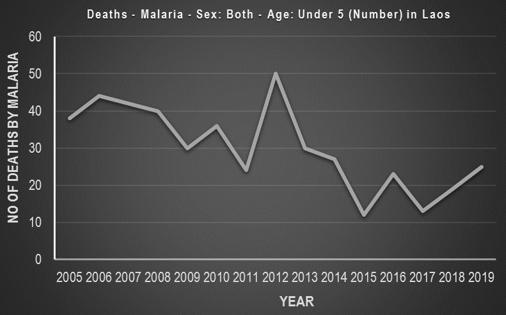 Deaths - Malaria - Sex: Both - Age: Under 5 (Number) in Laos
NO OF DEATHS BY MALARIA
60
50
40
30
20
10
0
2005 2006 2007 2008 2009 2010 2011 2012 2013 2014 2015 2016 2017 2018 2019
YEAR